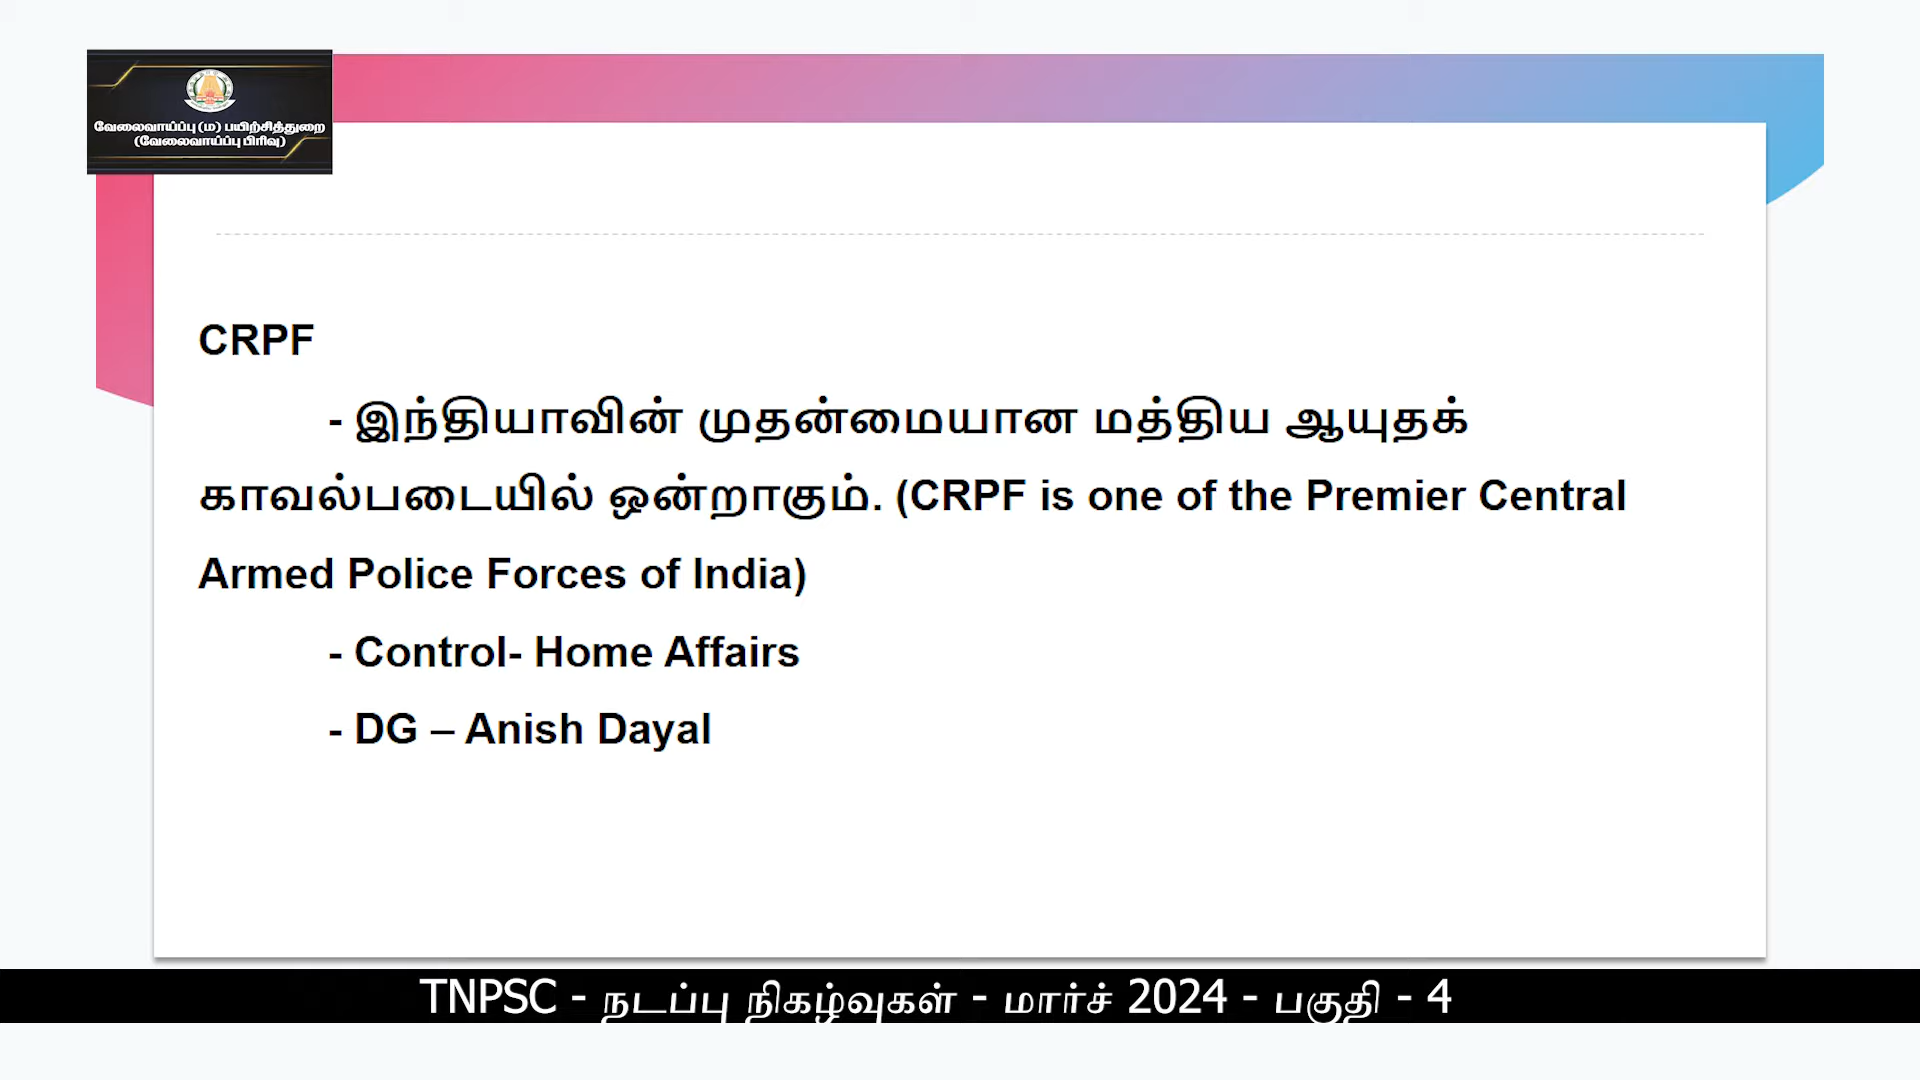 வேலைவாய்ப்பு (ம) பயிற்சித்துறை
(வேலைவாய்ப்பு பிரிவு)
CRPF
- இந்தியாவின் முதன்மையான மத்திய ஆயுதக்
காவல்படையில் ஒன்றாகும். (CRPF is one of the Premier Central
Armed Police Forces of India)
- Control- Home Affairs
- DG – Anish Dayal
TNPSC - நடப்பு நிகழ்வுகள் - மார்ச் 2024 - பகுதி - 4